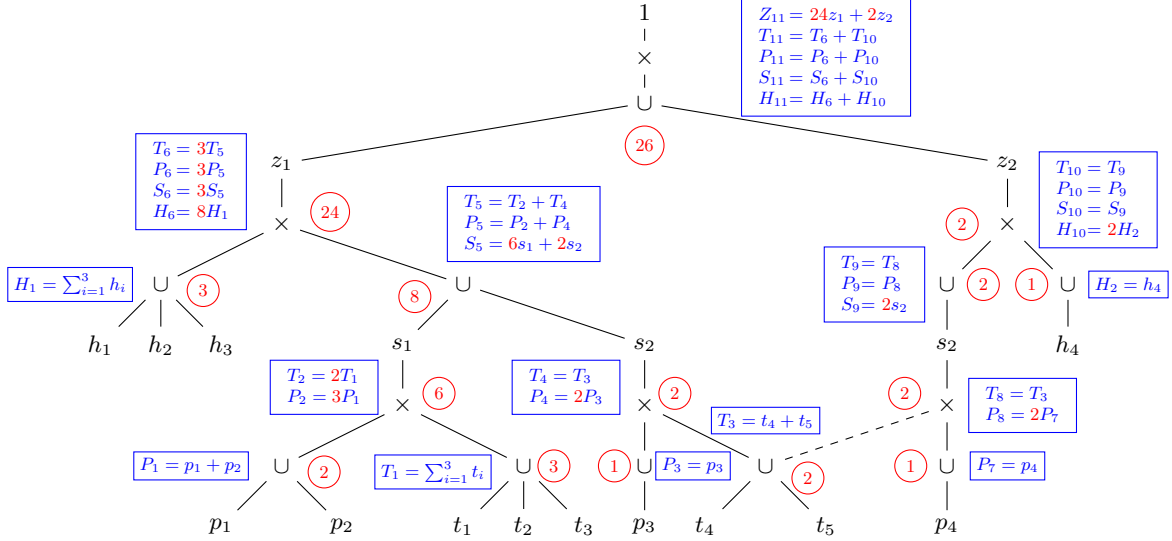 1
Z₁₁ = 24z₁ + 2z₂
T₁₁ = T₆ + T₁₀
P₁₁ = P₆ + P₁₀
S₁₁ = S₆ + S₁₀
H₁₁ = H₆ + H₁₀
×
∪
26
T₆ = 3T₅
P₆ = 3P₅
S₆ = 3S₅
H₆ = 8H₁
z₁
z₂
T₁₀ = T₉
P₁₀ = P₉
S₁₀ = S₉
H₁₀ = 2H₂
×
24
T₅ = T₂ + T₄
P₅ = P₂ + P₄
S₅ = 6s₁ + 2s₂
2
×
H₁ = ∑³ᵢ₌₁ hᵢ
∪
3
8
∪
T₉ = T₈
P₉ = P₈
S₉ = 2s₂
∪
2
1
∪
H₂ = h₄
h₁
h₂
h₃
s₁
s₂
s₂
h₄
T₂ = 2T₁
P₂ = 3P₁
×
6
T₄ = T₃
P₄ = 2P₃
×
2
T₃ = t₄ + t₅
2
×
T₈ = T₃
P₈ = 2P₇
P₁ = p₁ + p₂
∪
2
T₁ = ∑³ᵢ₌₁ tᵢ
∪
3
1
∪
P₃ = p₃
∪
2
1
∪
P₇ = p₄
p₁
p₂
t₁
t₂
t₃
p₃
t₄
t₅
p₄